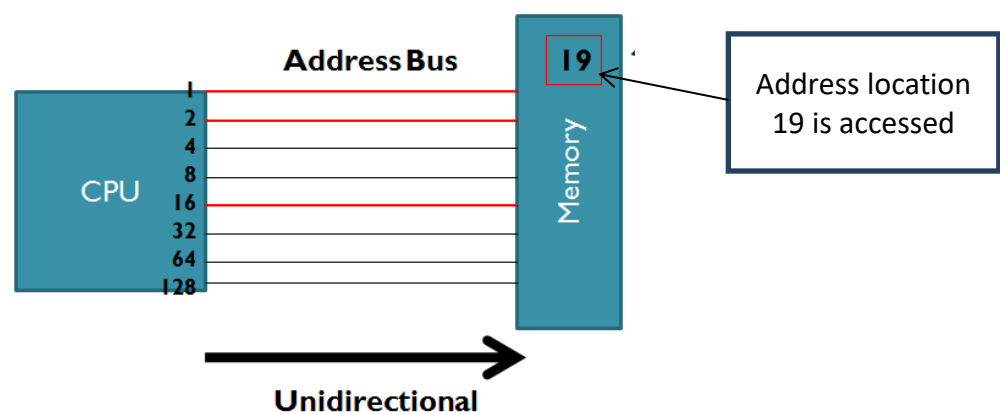 Address Bus
19
Address location
19 is accessed
1
2
4
8
16
32
64
128
CPU
Memory
Unidirectional